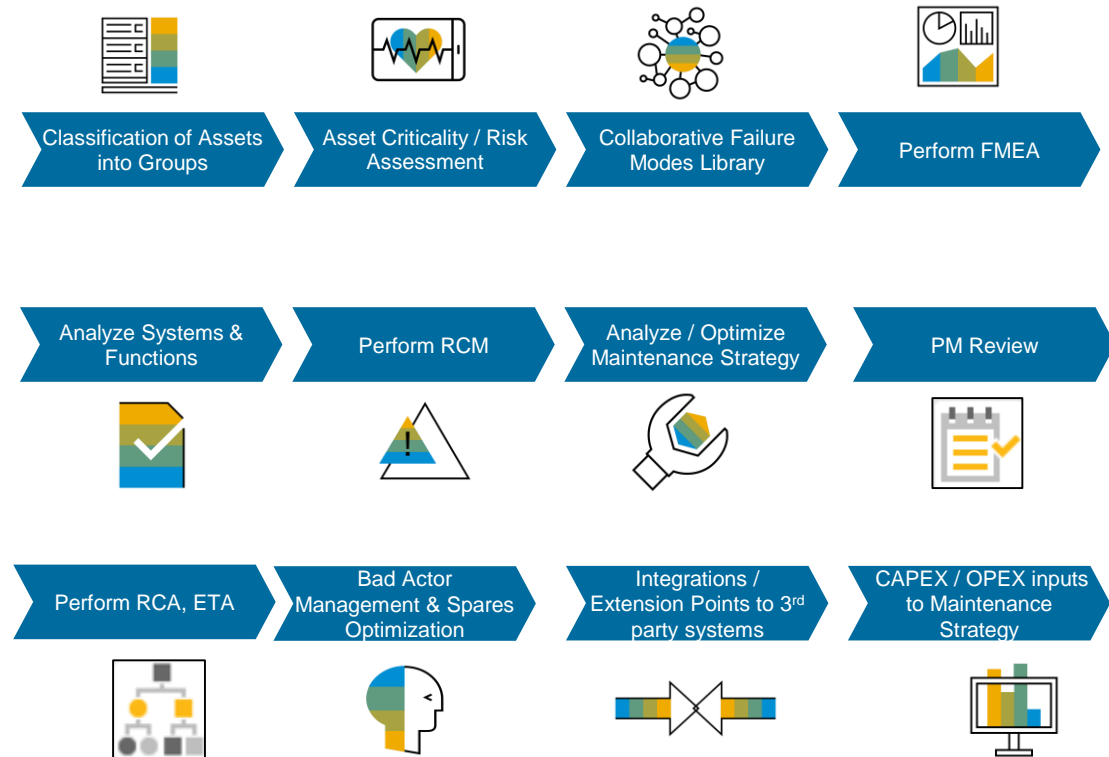 Classification of Assets
into Groups
Asset Criticality / Risk
Assessment
Collaborative Failure
Modes Library
Perform FMEA
Analyze Systems &
Functions
Perform RCM
Analyze / Optimize
Maintenance Strategy
PM Review
Perform RCA, ETA
Bad Actor
Management & Spares
Optimization
Integrations /
Extension Points to 3rd
party systems
CAPEX / OPEX inputs
to Maintenance
Strategy
!